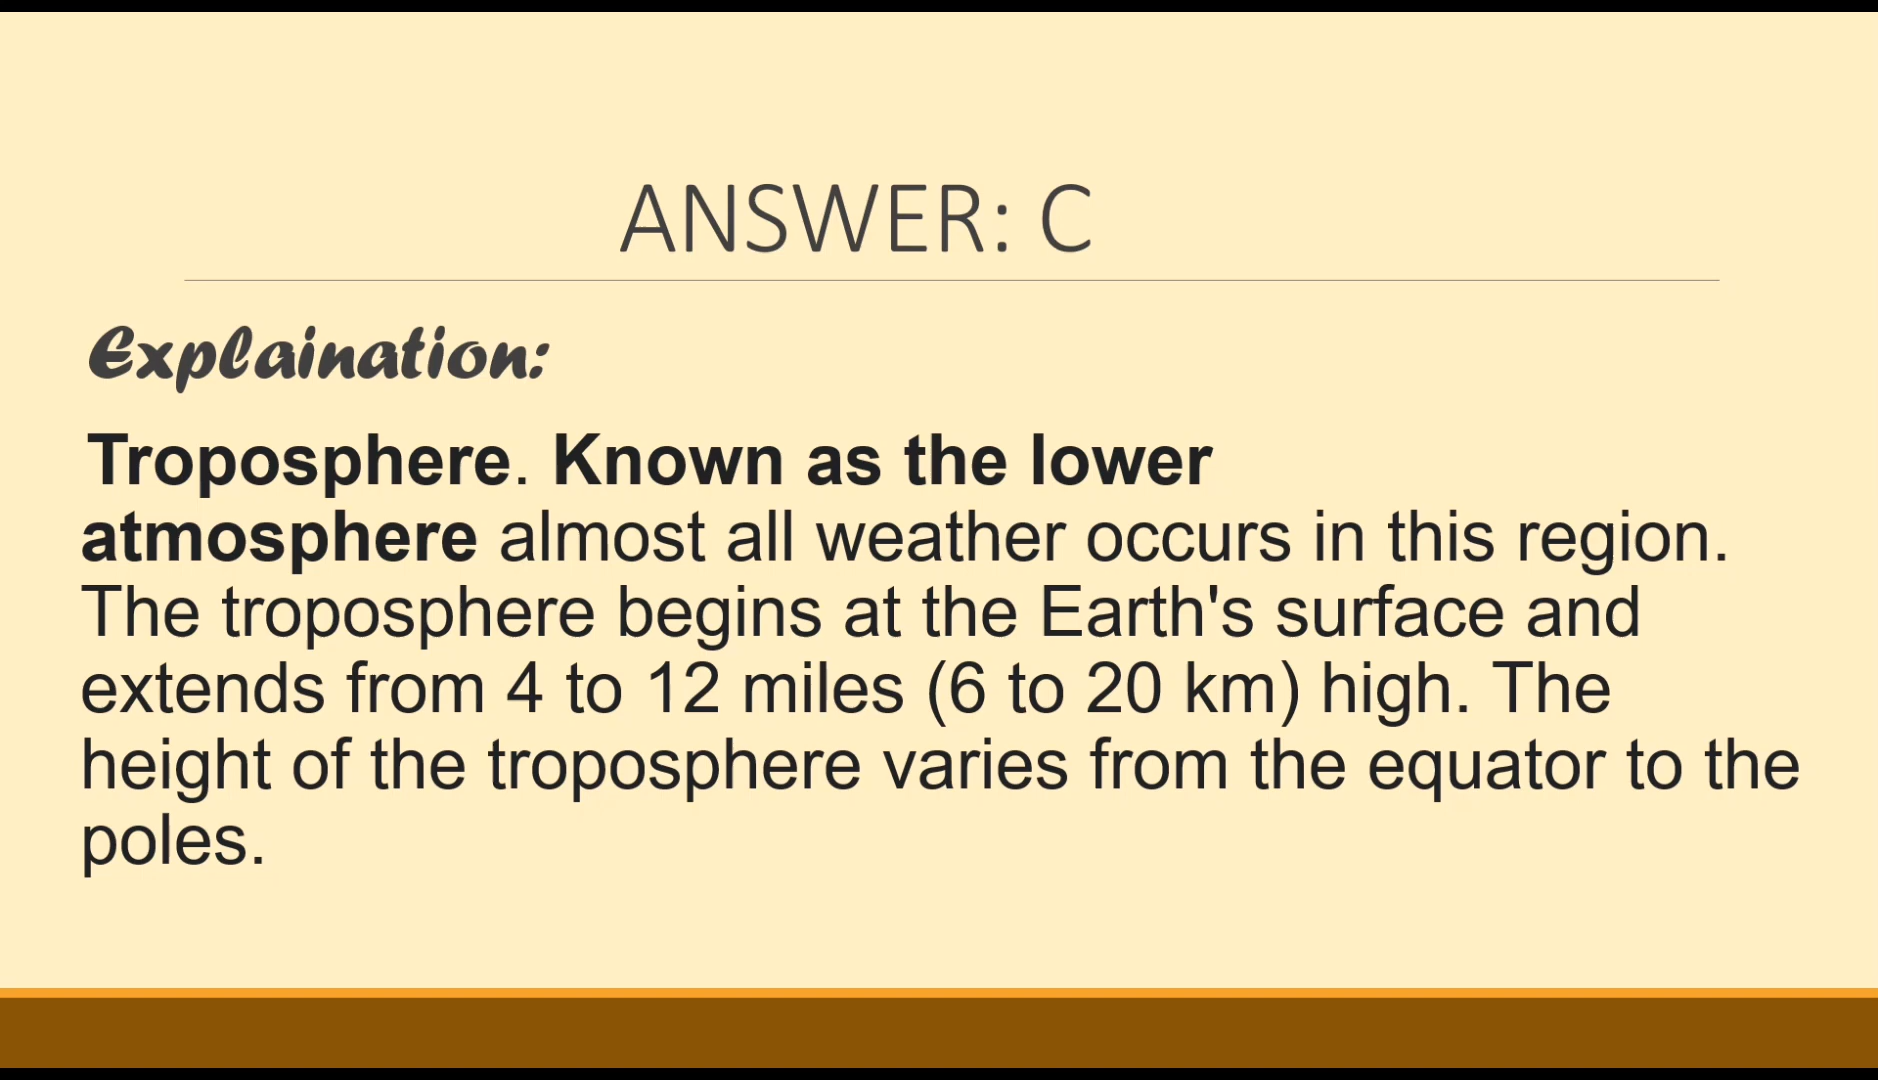 ANSWER: C
Explaination:
Troposphere. Known as the lower
atmosphere almost all weather occurs in this region.
The troposphere begins at the Earth's surface and
extends from 4 to 12 miles (6 to 20 km) high. The
height of the troposphere varies from the equator to the
poles.